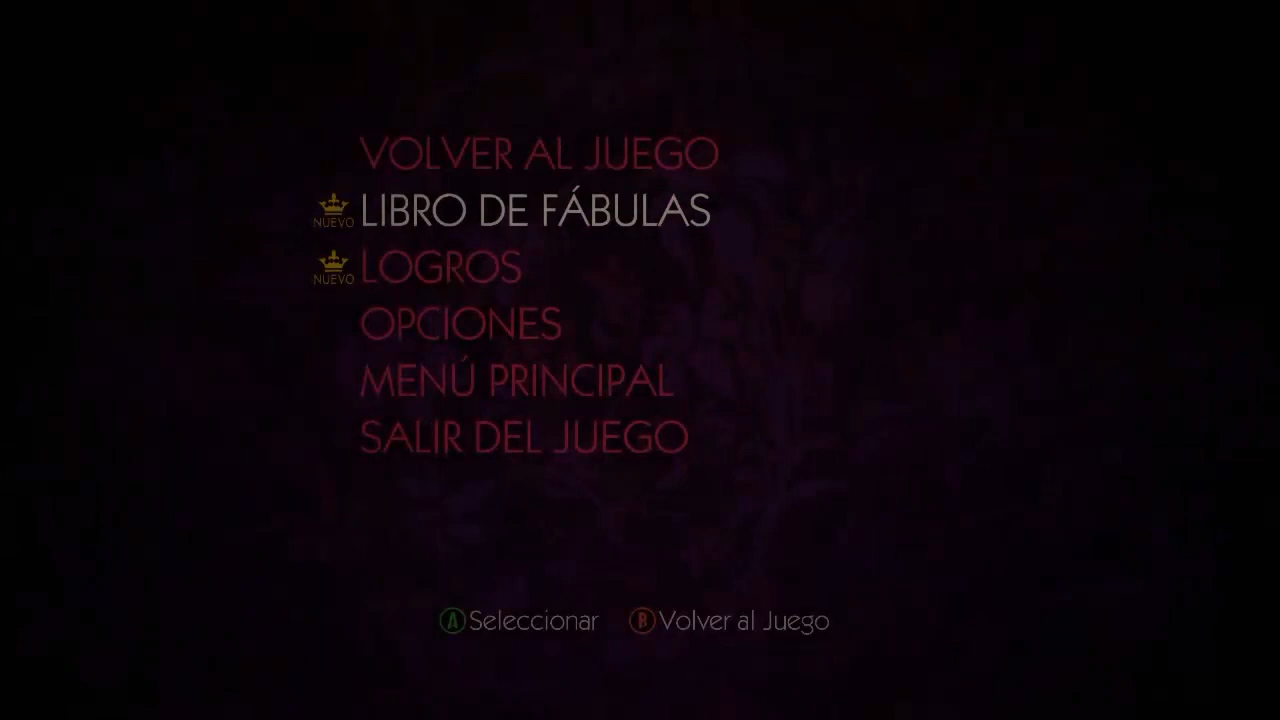 VOLVER AL JUEGO
NUEVO LIBRO DE FÁBULAS
NUEVO LOGROS
OPCIONES
MENÚ PRINCIPAL
SALIR DEL JUEGO
A Seleccionar B Volver al Juego